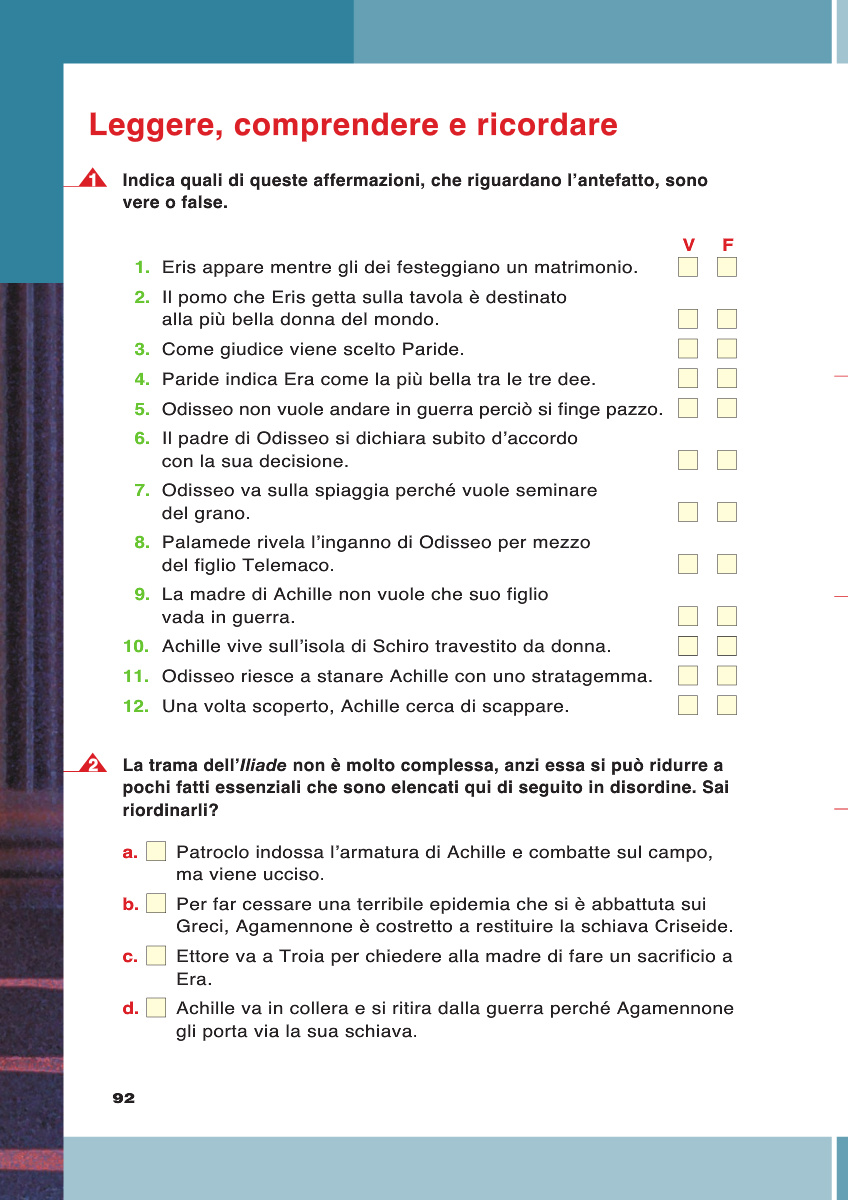 Leggere, comprendere e ricordare
1 Indica quali di queste affermazioni, che riguardano l'antefatto, sono
vere o false.
V F
1. Eris appare mentre gli dei festeggiano un matrimonio.
2. Il pomo che Eris getta sulla tavola è destinato
alla più bella donna del mondo.
3. Come giudice viene scelto Paride.
4. Paride indica Era come la più bella tra le tre dee.
5. Odisseo non vuole andare in guerra perciò si finge pazzo.
6. Il padre di Odisseo si dichiara subito d'accordo
con la sua decisione.
7. Odisseo va sulla spiaggia perché vuole seminare
del grano.
8. Palamede rivela l'inganno di Odisseo per mezzo
del figlio Telemaco.
9. La madre di Achille non vuole che suo figlio
vada in guerra.
10. Achille vive sull'isola di Schiro travestito da donna.
11. Odisseo riesce a stanare Achille con uno stratagemma.
12. Una volta scoperto, Achille cerca di scappare.
2 La trama dell'Iliade non è molto complessa, anzi essa si può ridurre a
pochi fatti essenziali che sono elencati qui di seguito in disordine. Sai
riordinarli?
a. Patroclo indossa l'armatura di Achille e combatte sul campo,
ma viene ucciso.
b. Per far cessare una terribile epidemia che si è abbattuta sui
Greci, Agamennone è costretto a restituire la schiava Criseide.
c. Ettore va a Troia per chiedere alla madre di fare un sacrificio a
Era.
d. Achille va in collera e si ritira dalla guerra perché Agamennone
gli porta via la sua schiava.
92